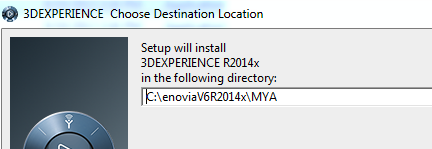 3DEXPERIENCE Choose Destination Location
Setup will install
3DEXPERIENCE R2014x
in the following directory:
C:\enoviaV6R2014x\MYA